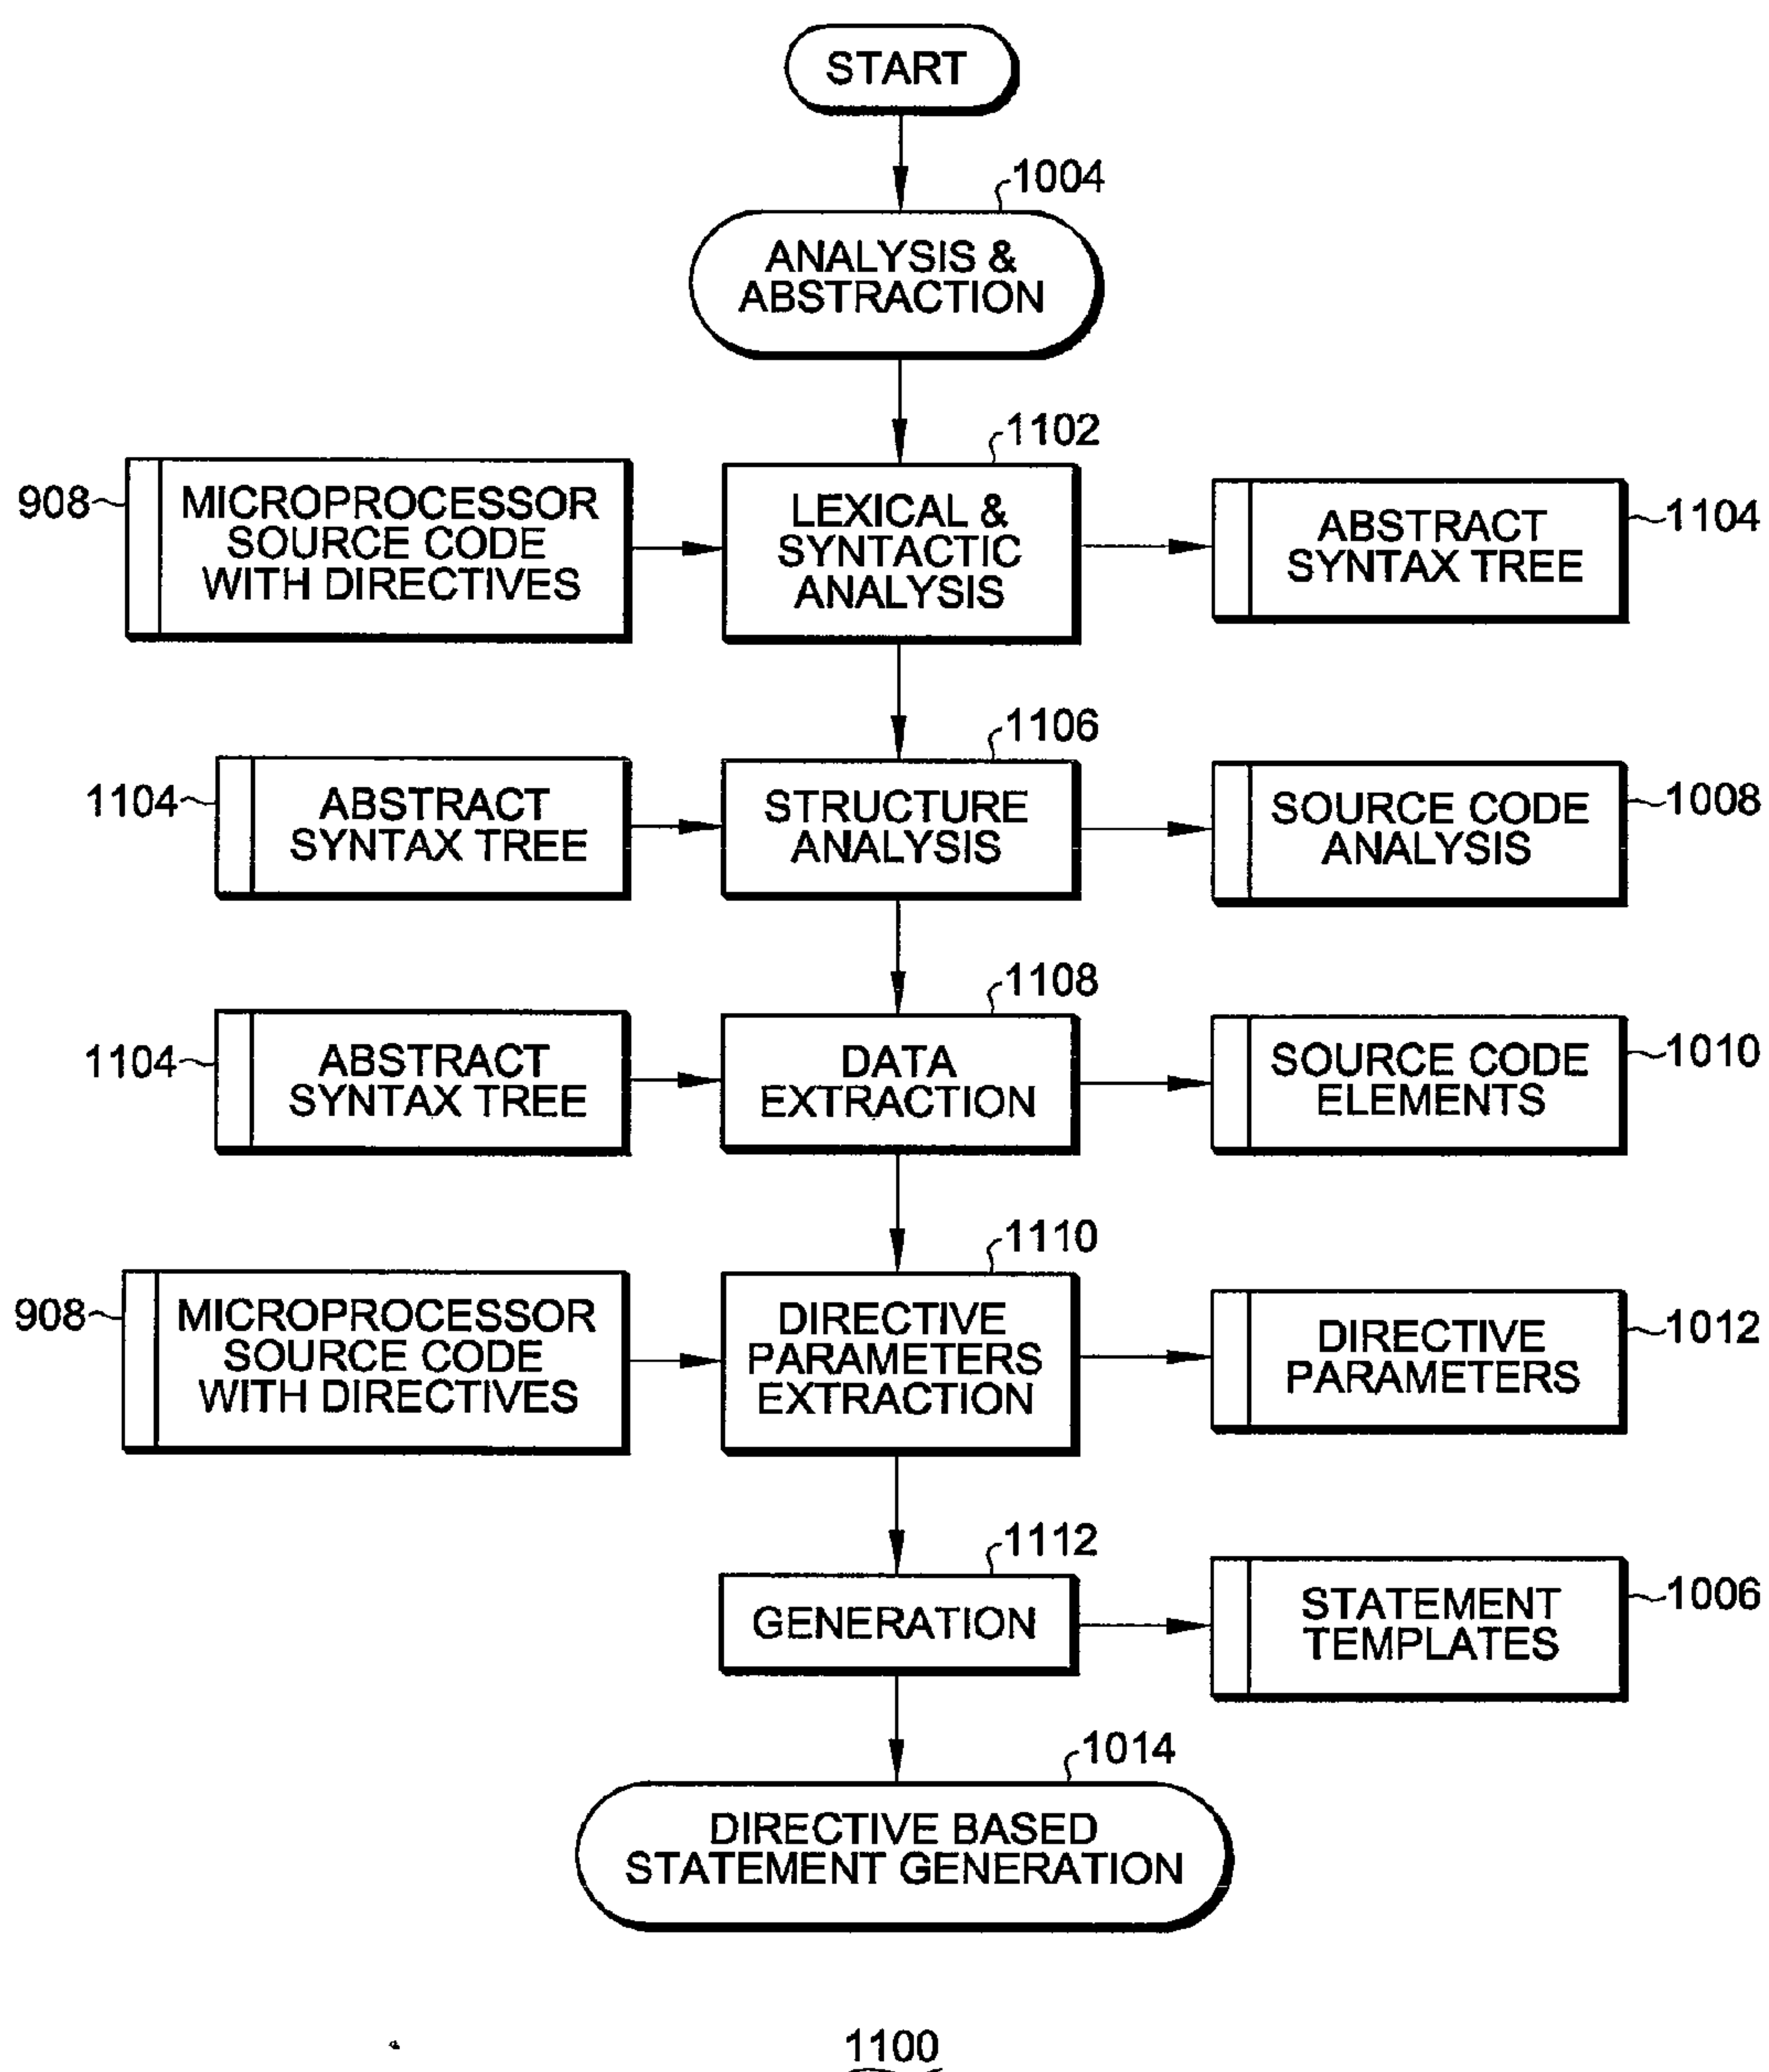 START
1004
ANALYSIS &
ABSTRACTION
1102
908
MICROPROCESSOR
SOURCE CODE
WITH DIRECTIVES
LEXICAL &
SYNTACTIC
ANALYSIS
ABSTRACT
SYNTAX TREE
1104
1106
1104
ABSTRACT
SYNTAX TREE
STRUCTURE
ANALYSIS
SOURCE CODE
ANALYSIS
1008
1108
1104
ABSTRACT
SYNTAX TREE
DATA
EXTRACTION
SOURCE CODE
ELEMENTS
1010
1110
908
MICROPROCESSOR
SOURCE CODE
WITH DIRECTIVES
DIRECTIVE
PARAMETERS
EXTRACTION
DIRECTIVE
PARAMETERS
1012
1112
GENERATION
STATEMENT
TEMPLATES
1006
1014
DIRECTIVE BASED
STATEMENT GENERATION
1100